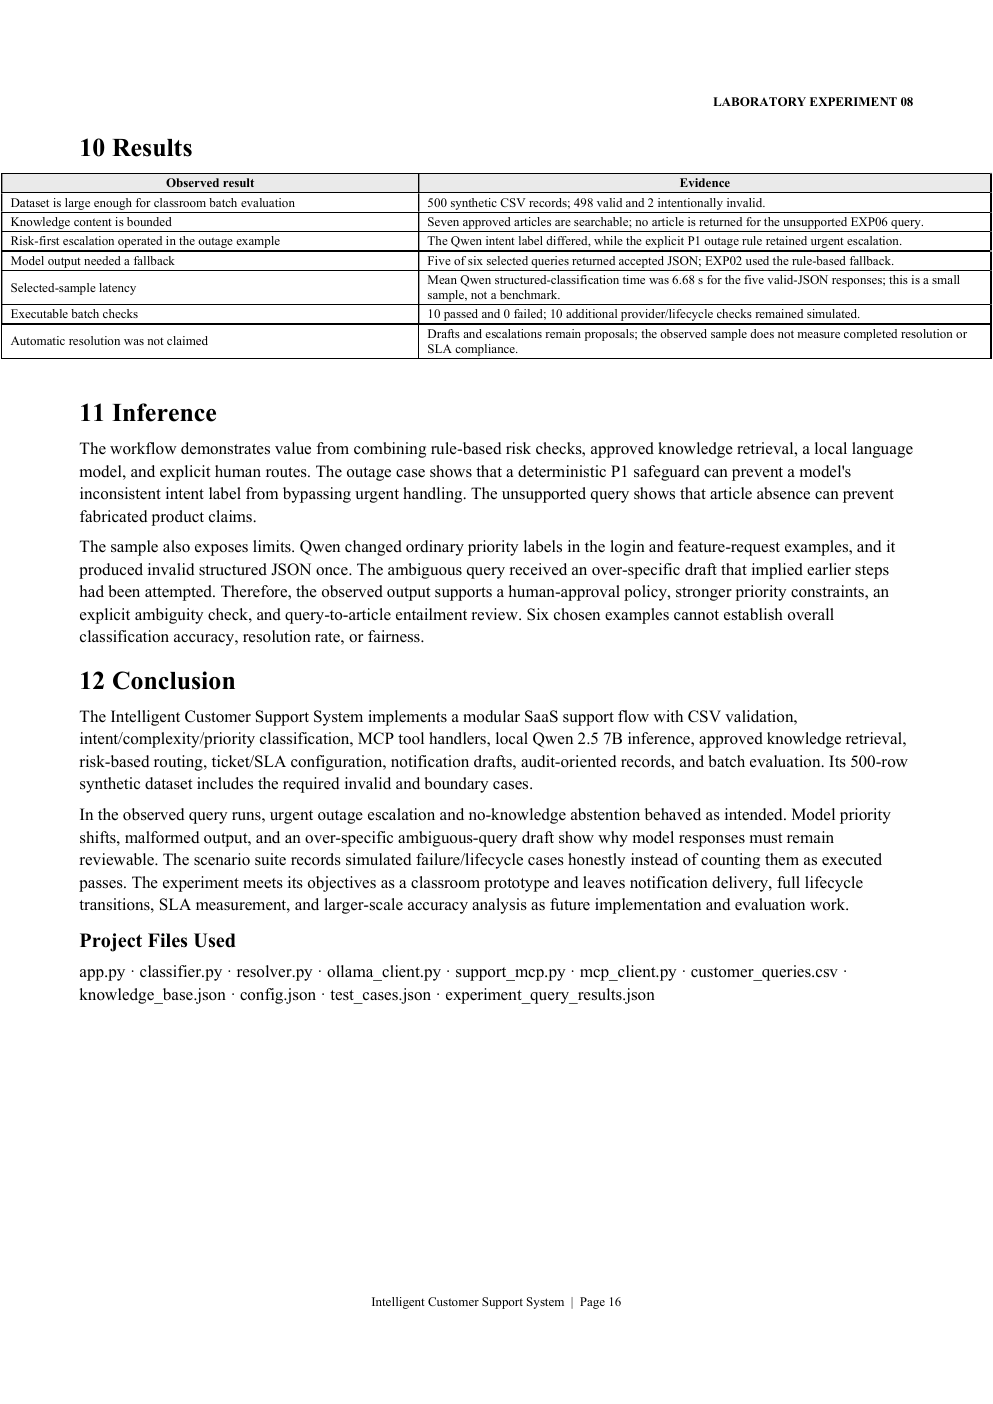 LABORATORY EXPERIMENT 08
10 Results
Observed result
Evidence
Dataset is large enough for classroom batch evaluation
500 synthetic CSV records; 498 valid and 2 intentionally invalid.
Knowledge content is bounded
Seven approved articles are searchable; no article is returned for the unsupported EXP06 query.
Risk-first escalation operated in the outage example
The Qwen intent label differed, while the explicit P1 outage rule retained urgent escalation.
Model output needed a fallback
Five of six selected queries returned accepted JSON; EXP02 used the rule-based fallback.
Selected-sample latency
Mean Qwen structured-classification time was 6.68 s for the five valid-JSON responses; this is a small
sample, not a benchmark.
Executable batch checks
10 passed and 0 failed; 10 additional provider/lifecycle checks remained simulated.
Automatic resolution was not claimed
Drafts and escalations remain proposals; the observed sample does not measure completed resolution or
SLA compliance.
11 Inference
The workflow demonstrates value from combining rule-based risk checks, approved knowledge retrieval, a local language
model, and explicit human routes. The outage case shows that a deterministic P1 safeguard can prevent a model's
inconsistent intent label from bypassing urgent handling. The unsupported query shows that article absence can prevent
fabricated product claims.
The sample also exposes limits. Qwen changed ordinary priority labels in the login and feature-request examples, and it
produced invalid structured JSON once. The ambiguous query received an over-specific draft that implied earlier steps
had been attempted. Therefore, the observed output supports a human-approval policy, stronger priority constraints, an
explicit ambiguity check, and query-to-article entailment review. Six chosen examples cannot establish overall
classification accuracy, resolution rate, or fairness.
12 Conclusion
The Intelligent Customer Support System implements a modular SaaS support flow with CSV validation,
intent/complexity/priority classification, MCP tool handlers, local Qwen 2.5 7B inference, approved knowledge retrieval,
risk-based routing, ticket/SLA configuration, notification drafts, audit-oriented records, and batch evaluation. Its 500-row
synthetic dataset includes the required invalid and boundary cases.
In the observed query runs, urgent outage escalation and no-knowledge abstention behaved as intended. Model priority
shifts, malformed output, and an over-specific ambiguous-query draft show why model responses must remain
reviewable. The scenario suite records simulated failure/lifecycle cases honestly instead of counting them as executed
passes. The experiment meets its objectives as a classroom prototype and leaves notification delivery, full lifecycle
transitions, SLA measurement, and larger-scale accuracy analysis as future implementation and evaluation work.
Project Files Used
app.py · classifier.py · resolver.py · ollama_client.py · support_mcp.py · mcp_client.py · customer_queries.csv ·
knowledge_base.json · config.json · test_cases.json · experiment_query_results.json
Intelligent Customer Support System | Page 16